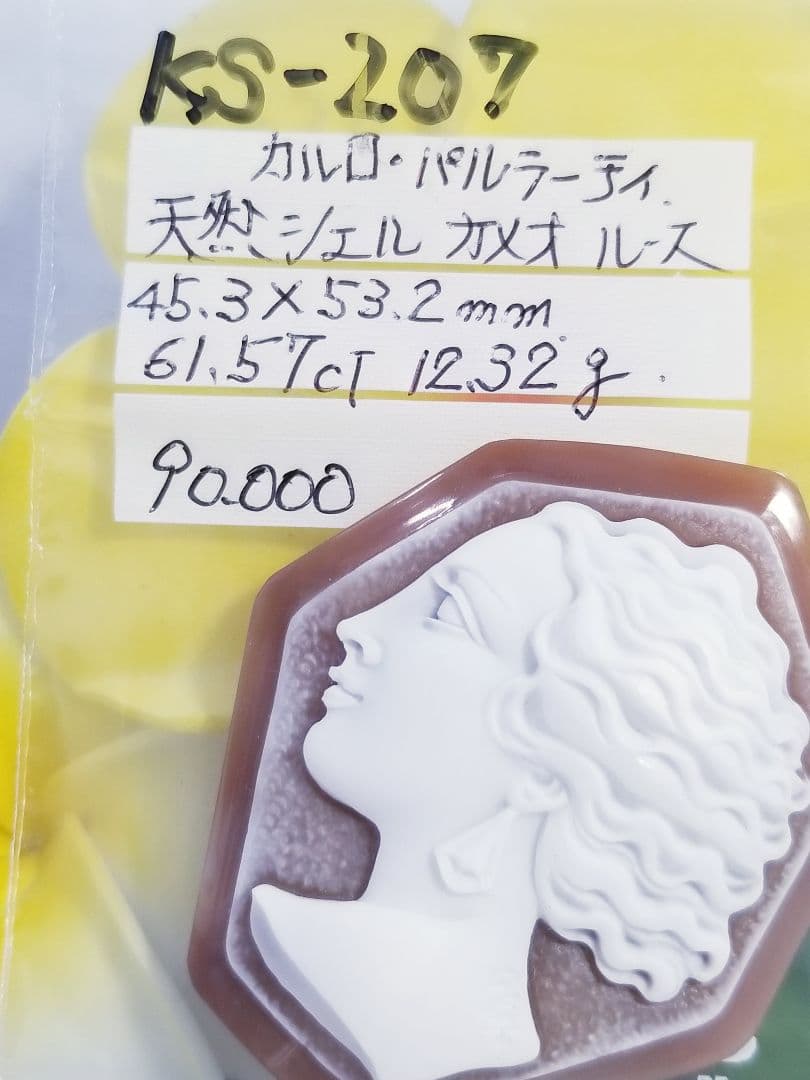 KS-207
カルロ・パルラーティ.
天然シェル カメオ ルース
45.3×53.2mm
61.57cT 12.32g.
90.000